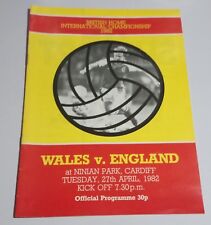 BRITISH HOME
INTERNATIONAL CHAMPIONSHIP
1982
WALES v. ENGLAND
at NINIAN PARK, CARDIFF
TUESDAY, 27th APRIL, 1982
KICK OFF 7.30 p.m.
Official Programme 30p